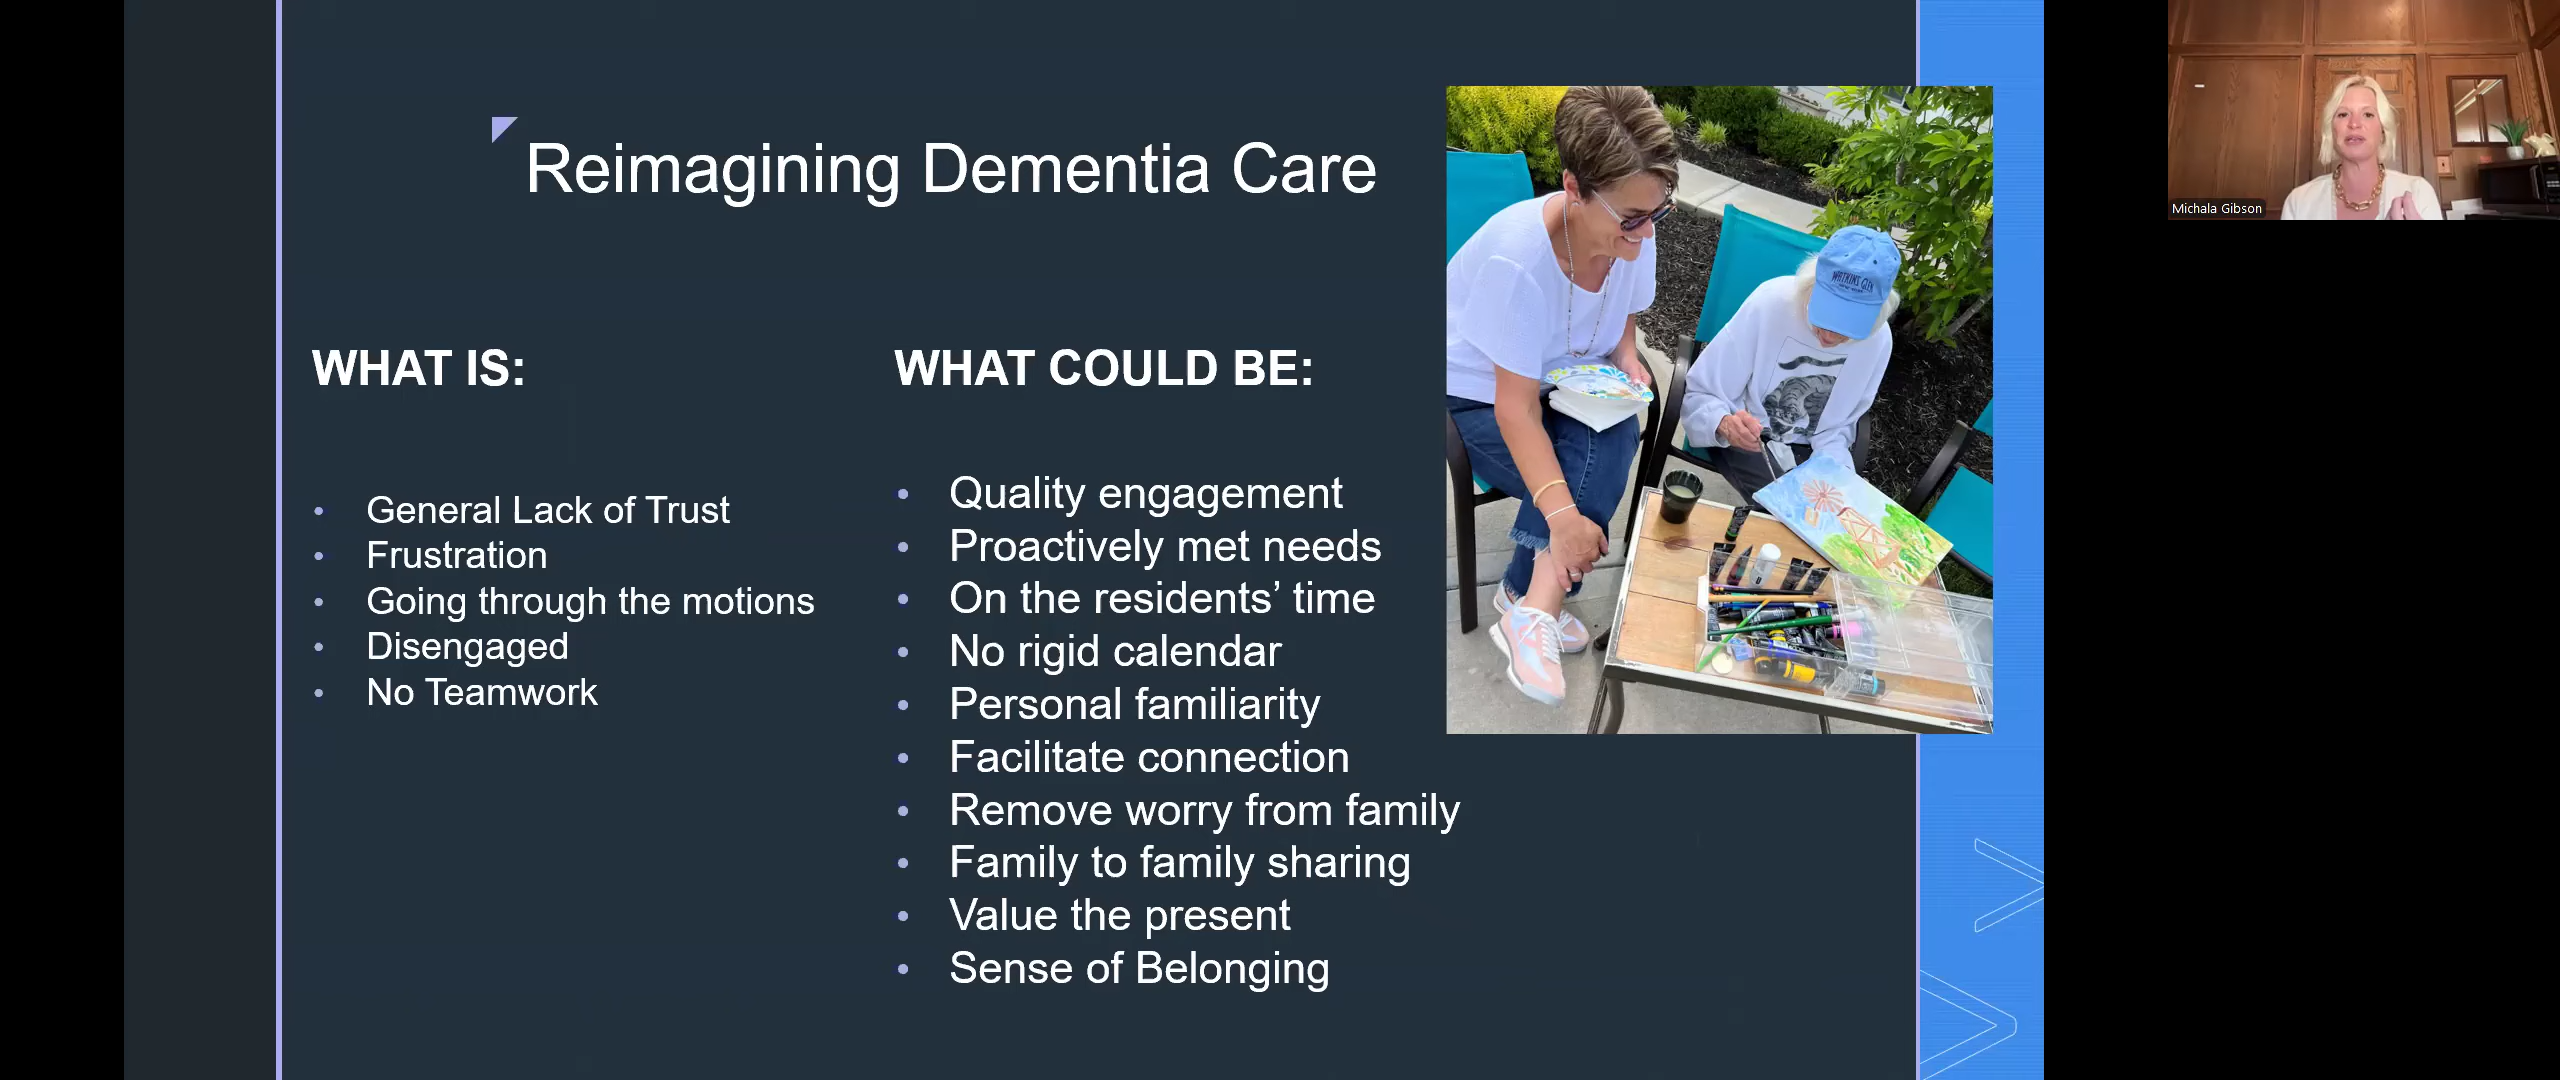 Reimagining Dementia Care
WHAT IS:
• General Lack of Trust
• Frustration
• Going through the motions
• Disengaged
• No Teamwork
WHAT COULD BE:
• Quality engagement
• Proactively met needs
• On the residents’ time
• No rigid calendar
• Personal familiarity
• Facilitate connection
• Remove worry from family
• Family to family sharing
• Value the present
• Sense of Belonging
WATKINS GLEN
Michala Gibson